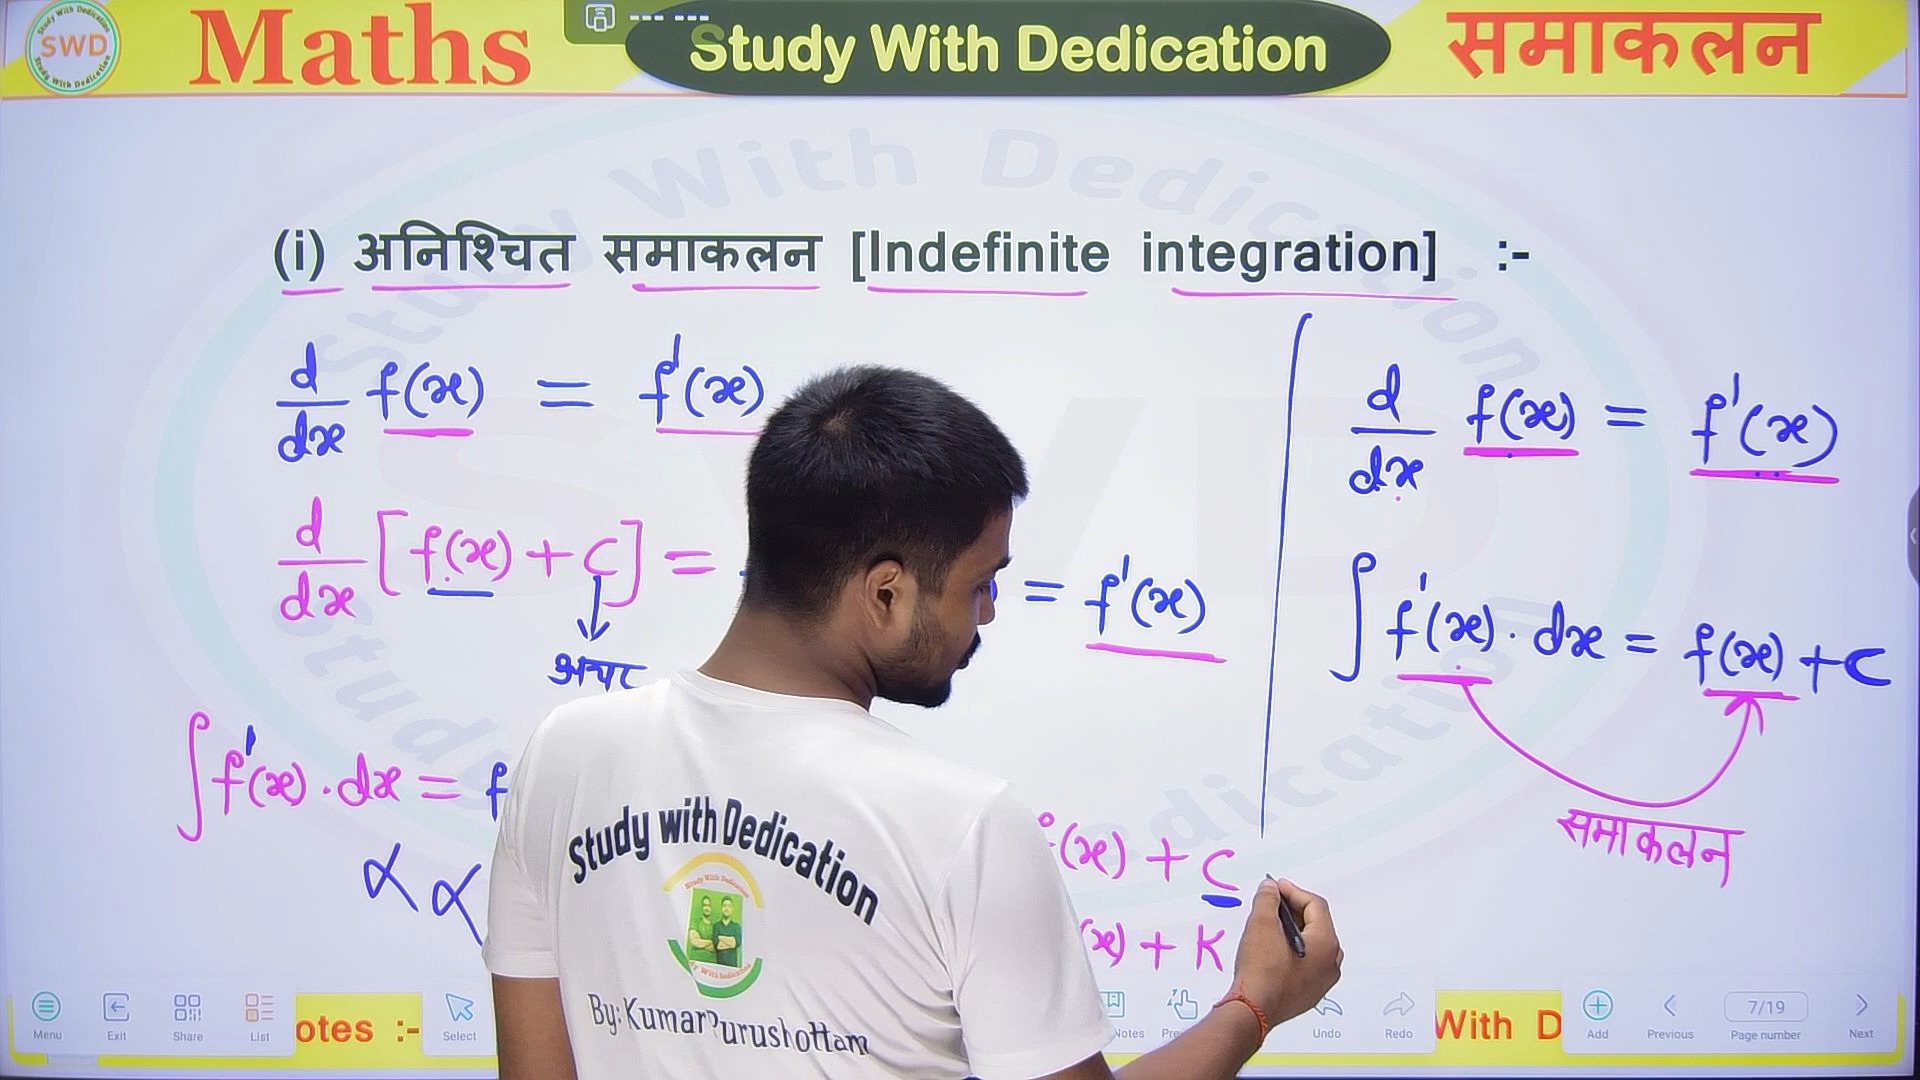 SWD
Maths
Study With Dedication
समाकलन
(i) अनिश्चित समाकलन [Indefinite integration] :-
d/dx f(x) = f'(x)
d/dx [f(x) + C] =
= f'(x)
अचर
∫f'(x).dx = f
f(x) + C
(x) + K
d/dx f(x) = f'(x)
∫f'(x).dx = f(x) + C
समाकलन
Study with Dedication
By: Kumar Purushottam
otes :-
With D
Menu
Exit
Share
List
Select
Notes
Undo
Redo
Add
Previous
7/19
Page number
Next